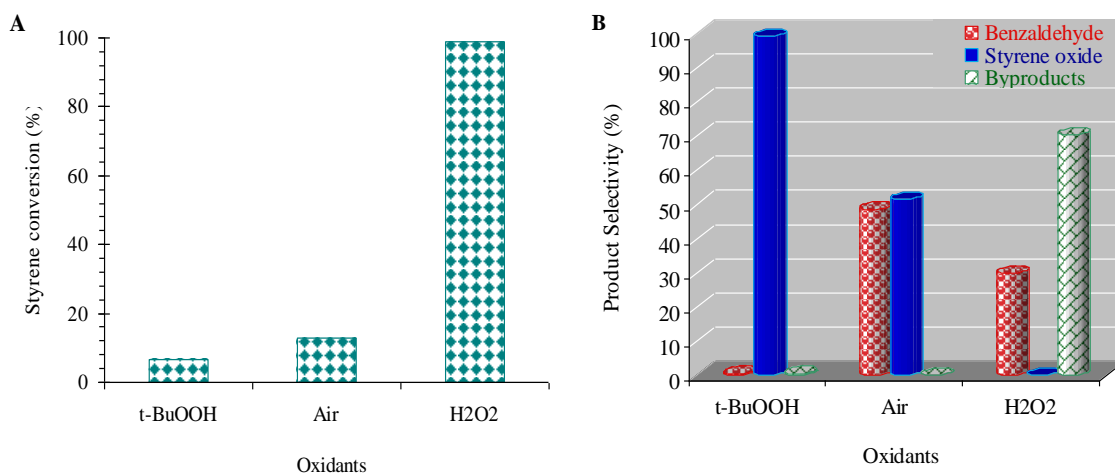 A
Styrene conversion (%)
100
80
60
40
20
0
t-BuOOH Air H2O2
Oxidants
B
Benzaldehyde
Styrene oxide
Byproducts
Product Selectivity (%)
100
90
80
70
60
50
40
30
20
10
0
t-BuOOH Air H2O2
Oxidants